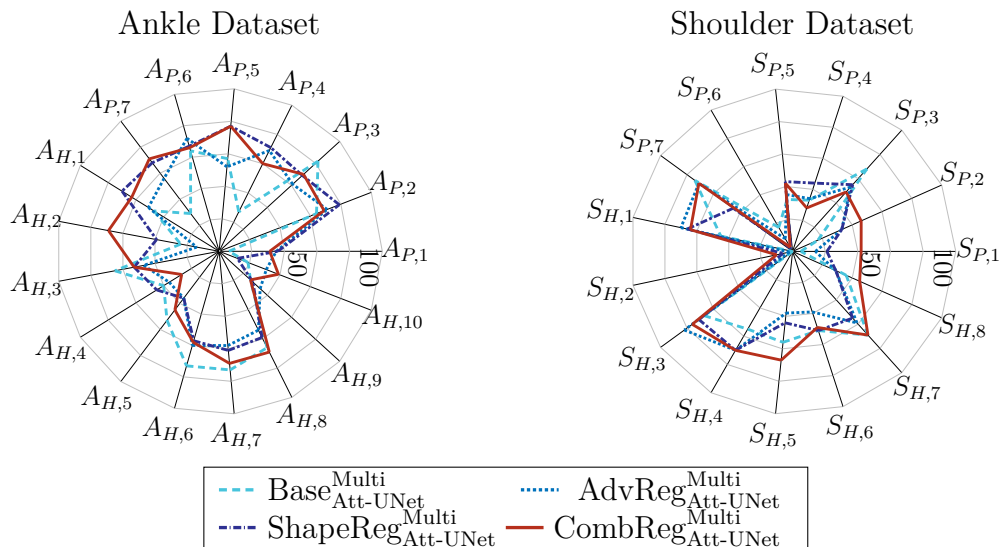 Ankle Dataset
A_{P,1}
A_{P,2}
A_{P,3}
A_{P,4}
A_{P,5}
A_{P,6}
A_{P,7}
A_{H,1}
A_{H,2}
A_{H,3}
A_{H,4}
A_{H,5}
A_{H,6}
A_{H,7}
A_{H,8}
A_{H,9}
A_{H,10}
50
100
Shoulder Dataset
S_{P,1}
S_{P,2}
S_{P,3}
S_{P,4}
S_{P,5}
S_{P,6}
S_{P,7}
S_{H,1}
S_{H,2}
S_{H,3}
S_{H,4}
S_{H,5}
S_{H,6}
S_{H,7}
S_{H,8}
50
100
Base^{Multi}_{Att-UNet}
AdvReg^{Multi}_{Att-UNet}
ShapeReg^{Multi}_{Att-UNet}
CombReg^{Multi}_{Att-UNet}